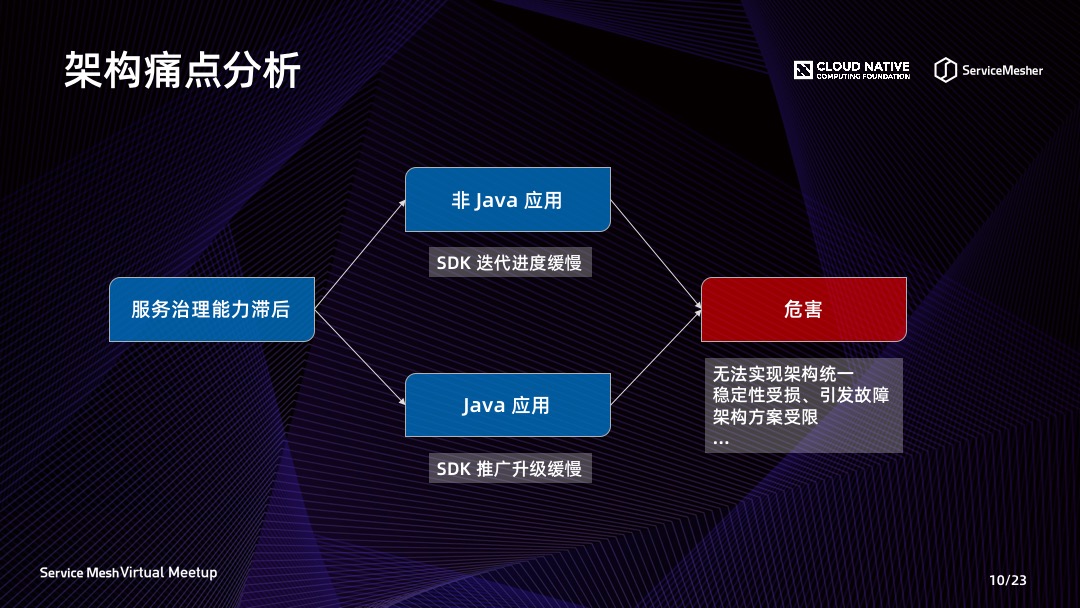 架构痛点分析
CLOUD NATIVE
COMPUTING FOUNDATION
ServiceMesher
非 Java 应用
SDK 迭代进度缓慢
服务治理能力滞后
危害
无法实现架构统一
稳定性受损、引发故障
架构方案受限
...
Java 应用
SDK 推广升级缓慢
Service Mesh Virtual Meetup
10/23